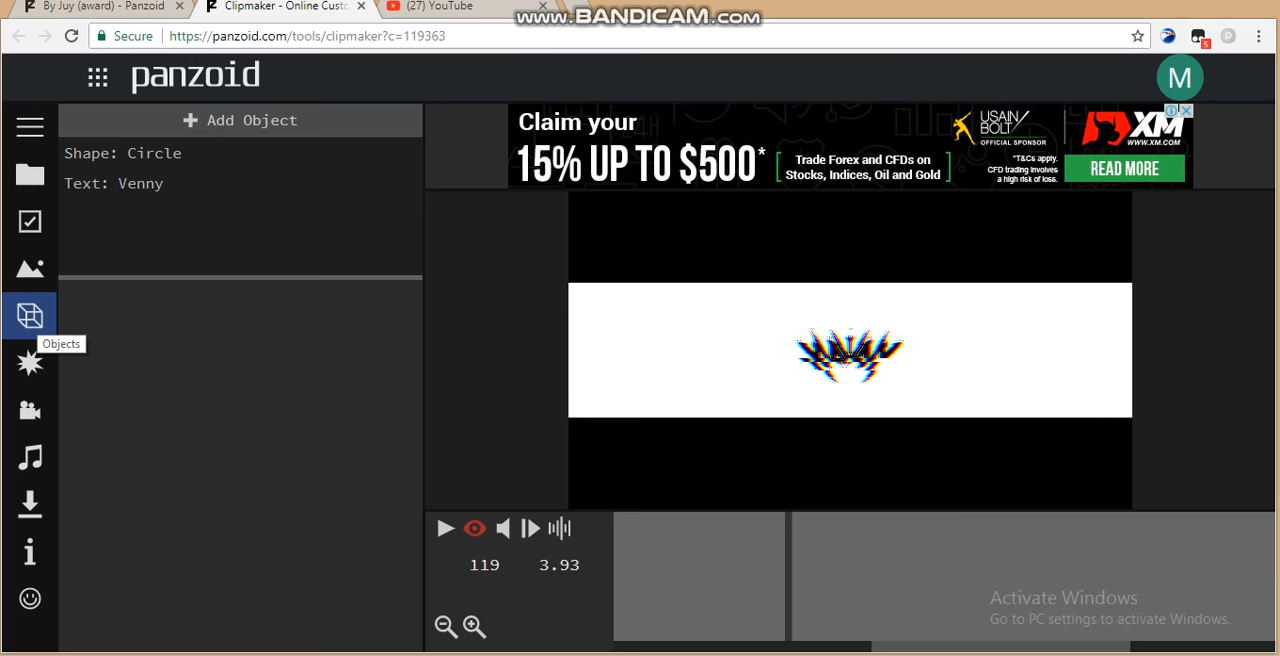 www.BANDICAM.com
By Juy (award) - Panzoid
Clipmaker - Online Custo
(27) YouTube
Secure
https://panzoid.com/tools/clipmaker?c=119363
5
panzoid
M
+ Add Object
Shape: Circle
Text: Venny
Objects
Claim your
15% UP TO $500*
[ Trade Forex and CFDs on
Stocks, Indices, Oil and Gold ]
USAIN
BOLT
OFFICIAL SPONSOR
*T&Cs apply.
CFD trading involves
a high risk of loss.
XM
WWW.XM.COM
READ MORE
119
3.93
Activate Windows
Go to PC settings to activate Windows.